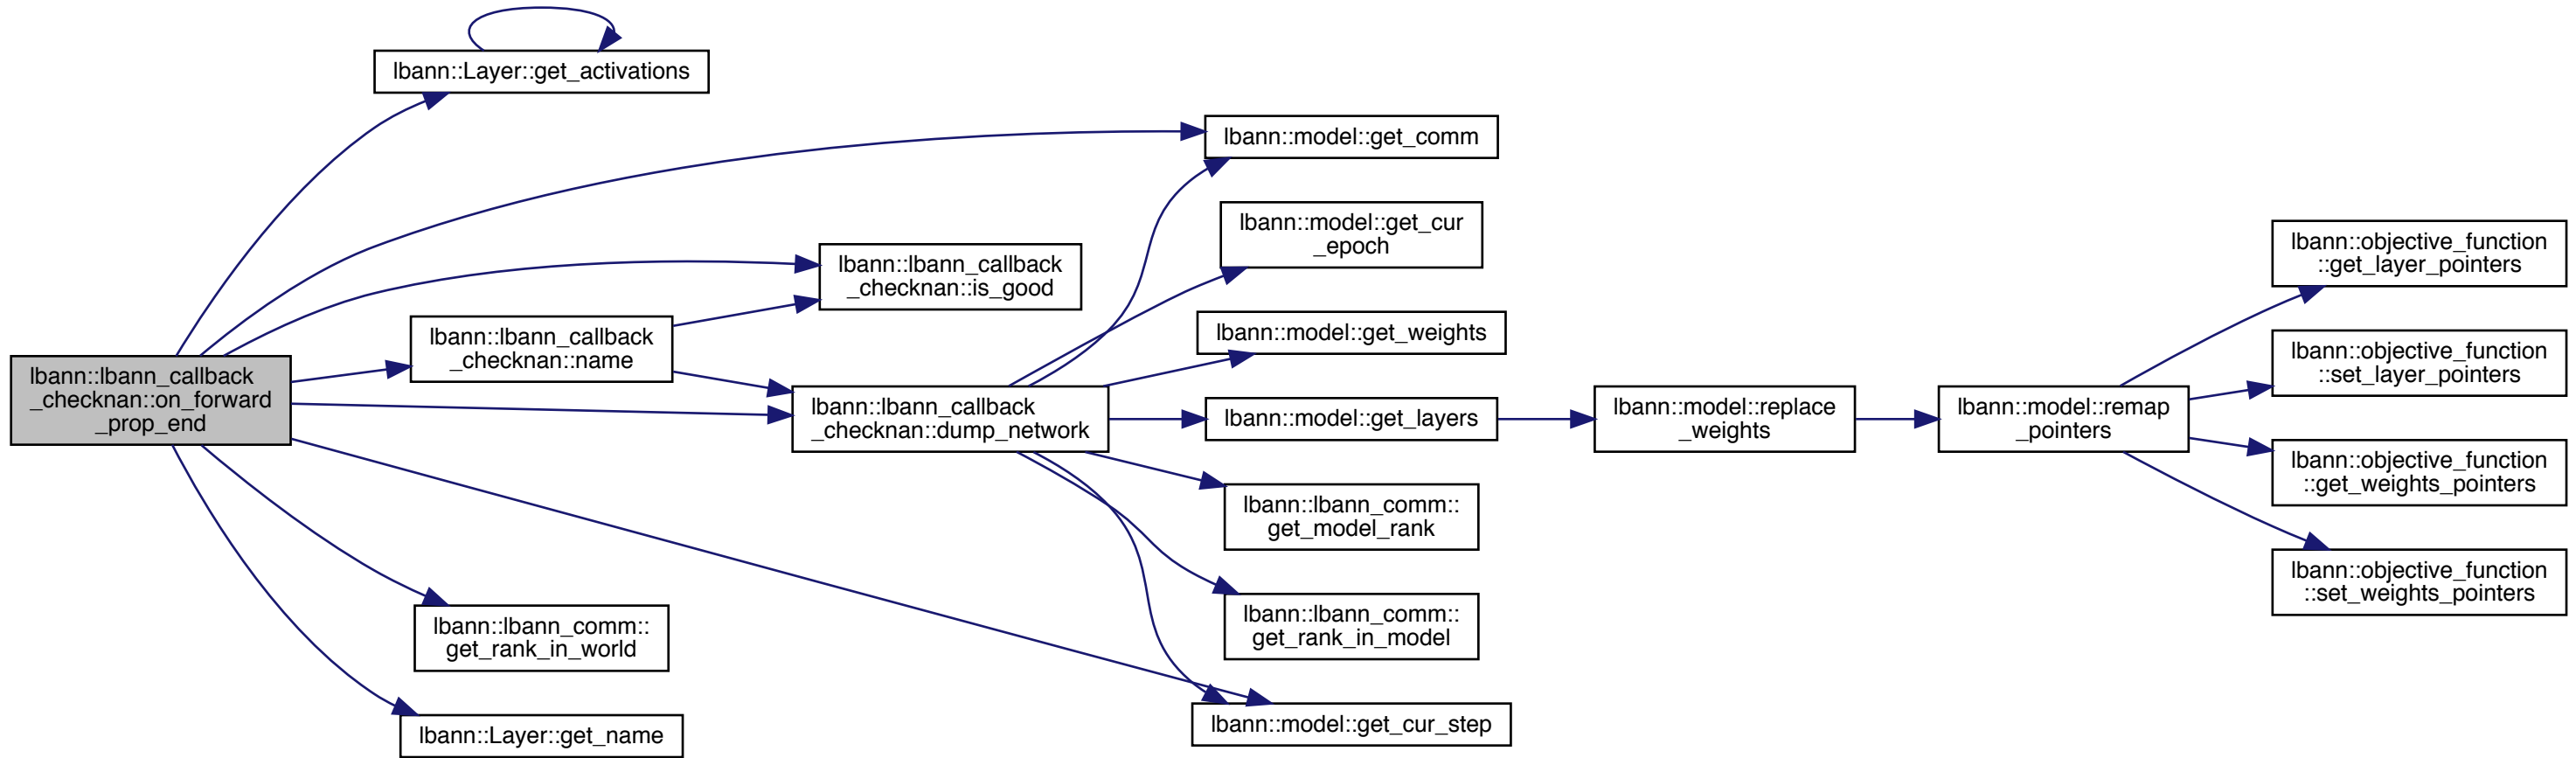 lbann::Layer::get_activations
lbann::model::get_comm
lbann::model::get_cur
_epoch
lbann::lbann_callback
_checknan::is_good
lbann::lbann_callback
_checknan::name
lbann::model::get_weights
lbann::lbann_callback
_checknan::on_forward
_prop_end
lbann::lbann_callback
_checknan::dump_network
lbann::model::get_layers
lbann::model::replace
_weights
lbann::model::remap
_pointers
lbann::objective_function
::get_layer_pointers
lbann::objective_function
::set_layer_pointers
lbann::objective_function
::get_weights_pointers
lbann::objective_function
::set_weights_pointers
lbann::lbann_comm::
get_model_rank
lbann::lbann_comm::
get_rank_in_model
lbann::lbann_comm::
get_rank_in_world
lbann::model::get_cur_step
lbann::Layer::get_name